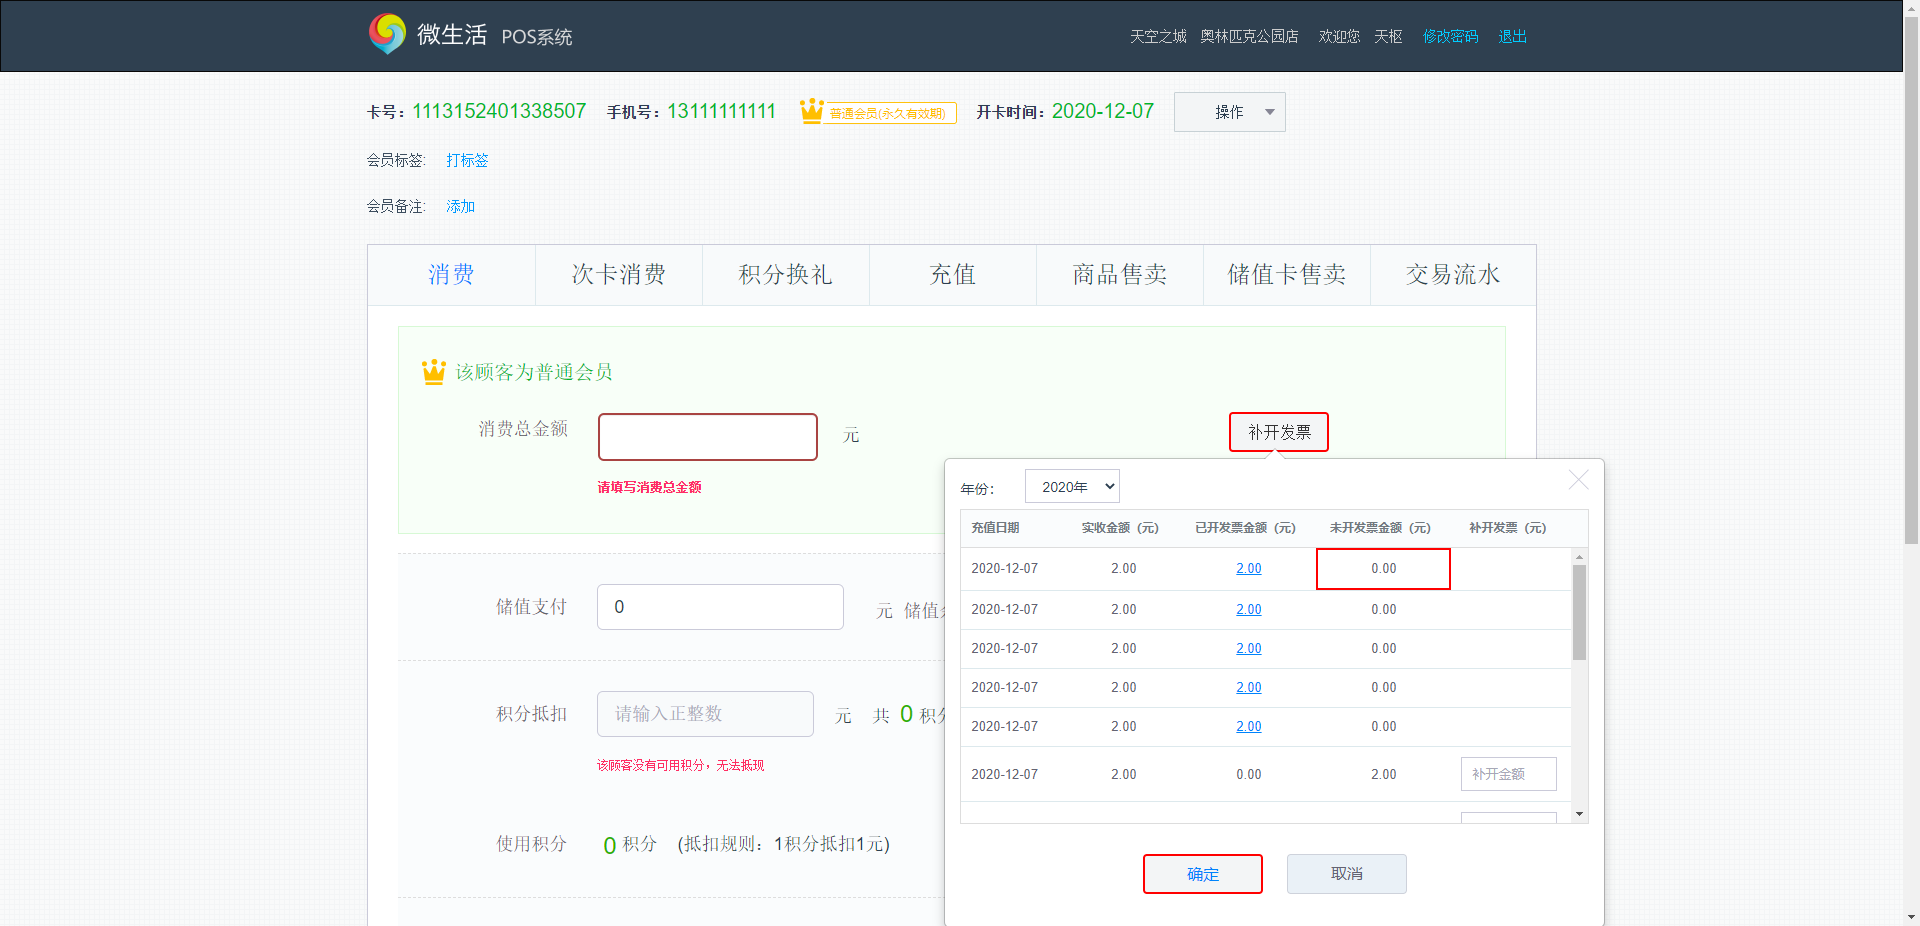 微生活 POS系统 天空之城 奥林匹克公园店 欢迎您 天枢 修改密码 退出
卡号：1113152401338507 手机号：13111111111 普通会员(永久有效期) 开卡时间：2020-12-07 操作
会员标签: 打标签
会员备注: 添加
消费 次卡消费 积分换礼 充值 商品售卖 储值卡售卖 交易流水
该顾客为普通会员
消费总金额 元 补开发票
请填写消费总金额
储值支付 0 元 储值
积分抵扣 请输入正整数 元 共 0 积分
该顾客没有可用积分，无法抵现
使用积分 0 积分 (抵扣规则：1积分抵扣1元)
年份： 2020年
充值日期 实收金额（元） 已开发票金额（元） 未开发票金额（元） 补开发票（元）
2020-12-07 2.00 2.00 0.00
2020-12-07 2.00 2.00 0.00
2020-12-07 2.00 2.00 0.00
2020-12-07 2.00 2.00 0.00
2020-12-07 2.00 2.00 0.00
2020-12-07 2.00 0.00 2.00 补开金额
确定 取消